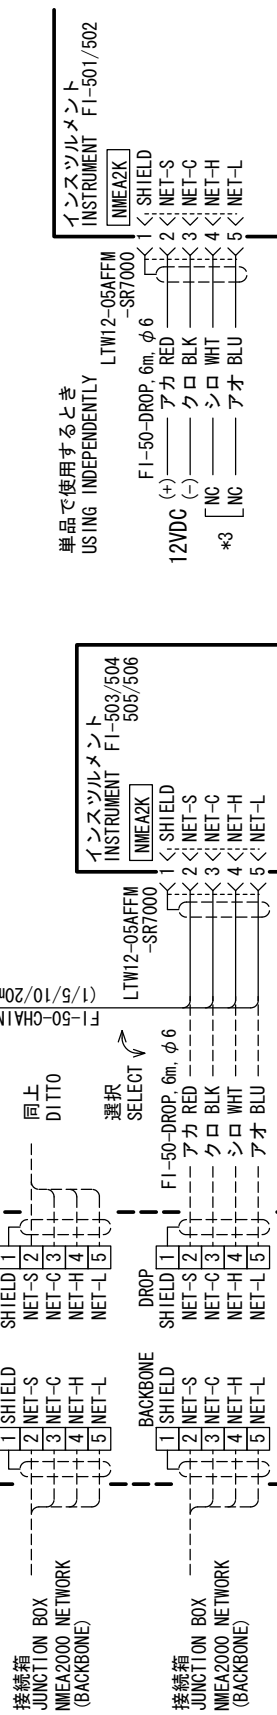 接続箱
JUNCTION BOX
NMEA2000 NETWORK
(BACKBONE)
1 SHIELD
2 NET-S
3 NET-C
4 NET-H
5 NET-L
SHIELD 1
NET-S 2
NET-C 3
NET-H 4
NET-L 5
同上
DITTO
接続箱
JUNCTION BOX
NMEA2000 NETWORK
(BACKBONE)
BACKBONE
1 SHIELD
2 NET-S
3 NET-C
4 NET-H
5 NET-L
DROP
SHIELD 1
NET-S 2
NET-C 3
NET-H 4
NET-L 5
選択
SELECT
FI-50-CHAIN
(1/5/10/20m
FI-50-DROP,6m,φ6
アカ RED
クロ BLK
シロ WHT
アオ BLU
LTW12-05AFFM
-SR7000
インスツルメント
INSTRUMENT FI-503/504
505/506
NMEA2K
1 SHIELD
2 NET-S
3 NET-C
4 NET-H
5 NET-L
単品で使用するとき
USING INDEPENDENTLY
FI-50-DROP,6m,φ6
12VDC
(+) アカ RED
(-) クロ BLK
*3
NC シロ WHT
NC アオ BLU
LTW12-05AFFM
-SR7000
インスツルメント
INSTRUMENT FI-501/502
NMEA2K
1 SHIELD
2 NET-S
3 NET-C
4 NET-H
5 NET-L